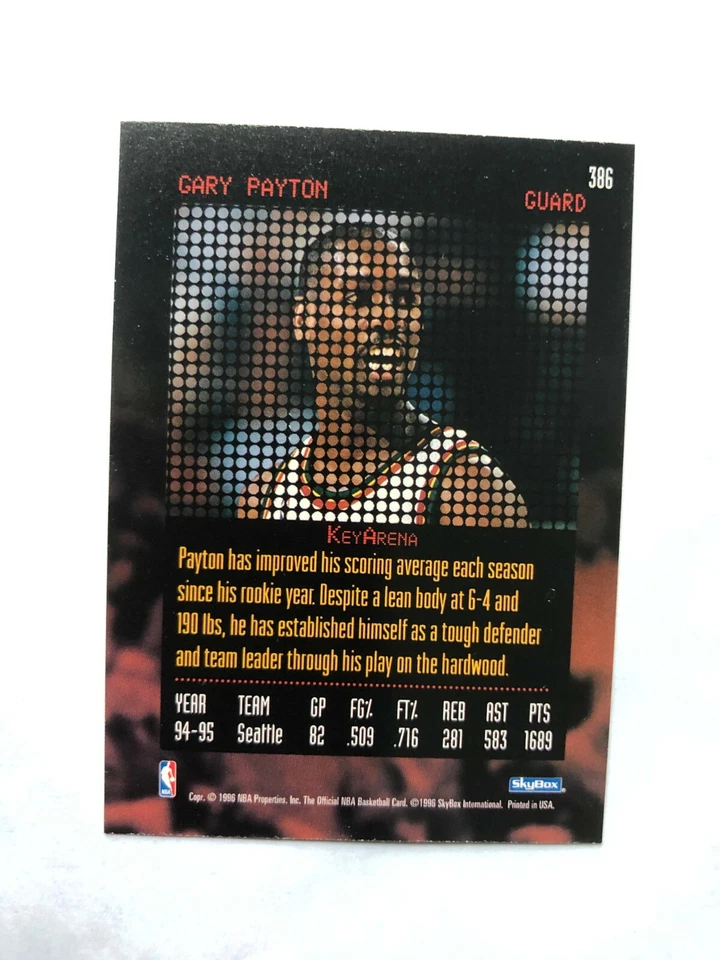 386
GARY PAYTON
GUARD
KEYARENA
Payton has improved his scoring average each season
since his rookie year. Despite a lean body at 6-4 and
190 lbs, he has established himself as a tough defender
and team leader through his play on the hardwood.
YEAR TEAM GP FG% FT% REB AST PTS
94-95 Seattle 82 .509 .716 281 583 1689
NBA
SkyBox
Copr. © 1996 NBA Properties, Inc. The Official NBA Basketball Card. ©1996 SkyBox International. Printed in USA.